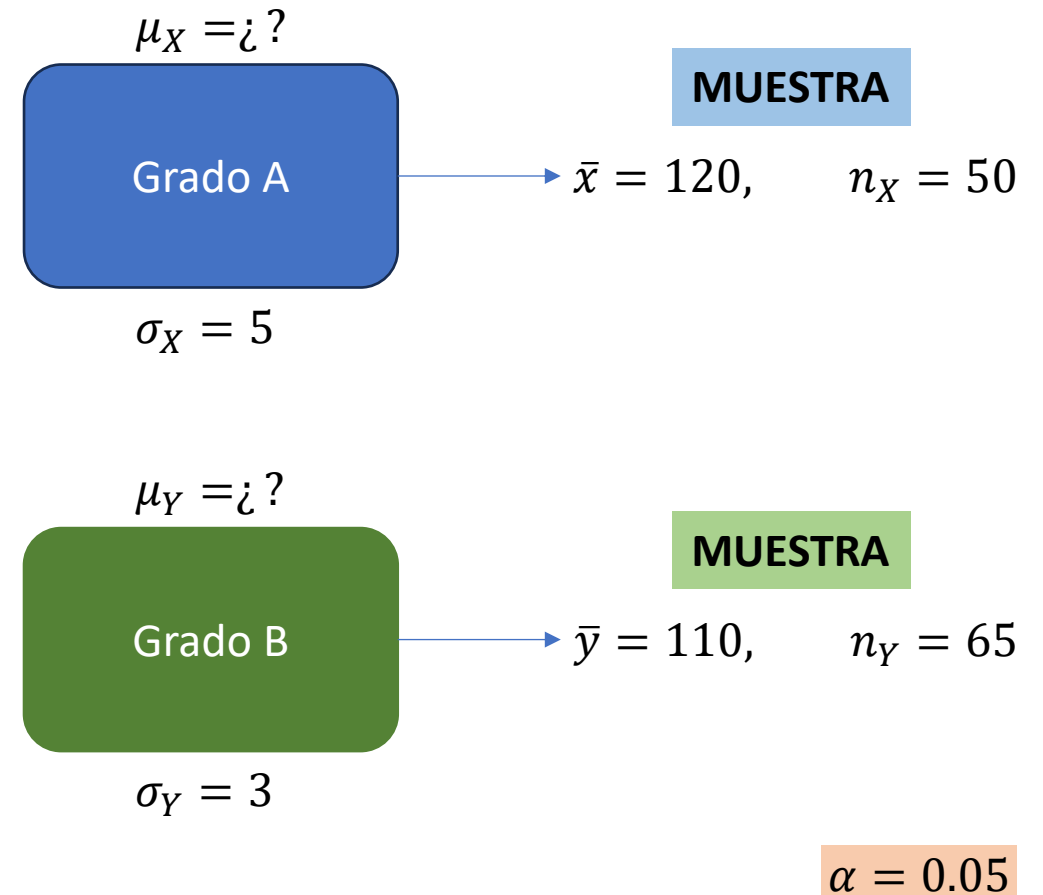 μ_X =¿?
Grado A
σ_X = 5
MUESTRA
x̄ = 120, n_X = 50
μ_Y =¿?
Grado B
σ_Y = 3
MUESTRA
ȳ = 110, n_Y = 65
α = 0.05